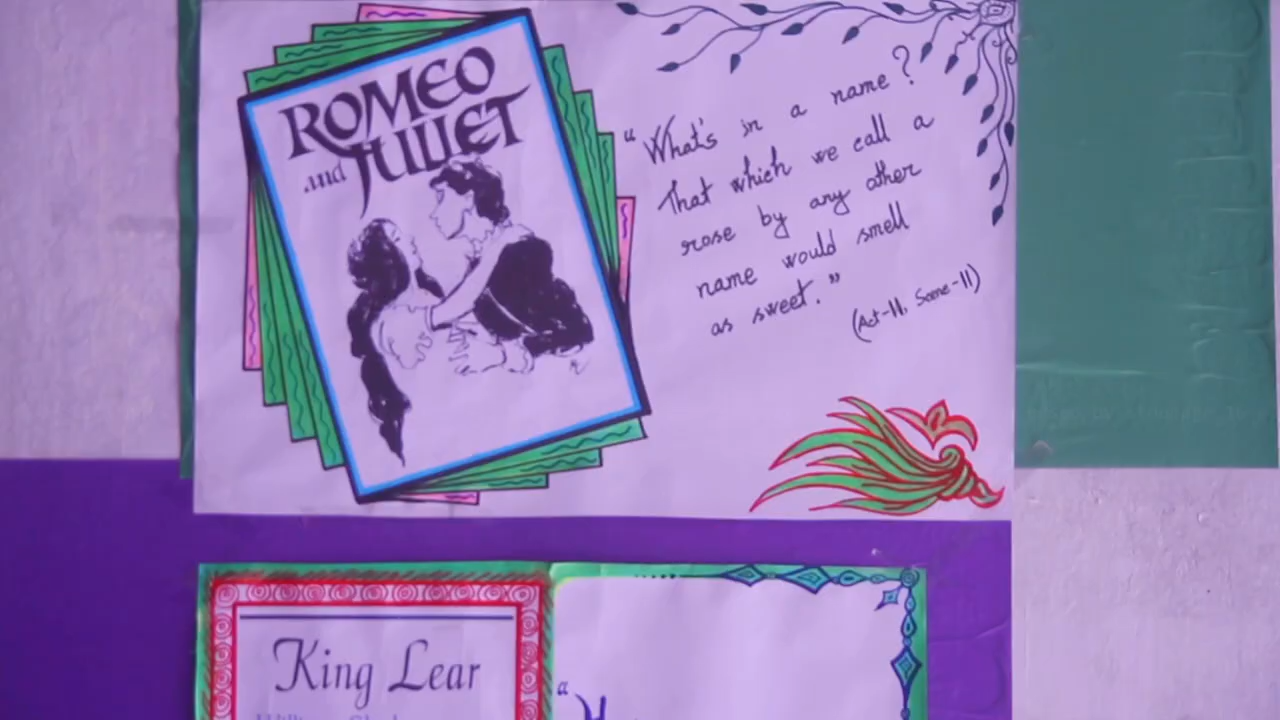 ROMEO
and JULIET
"What's in a name?
That which we call a
rose by any other
name would smell
as sweet."
(Act-II, Scene-II)
King Lear
"